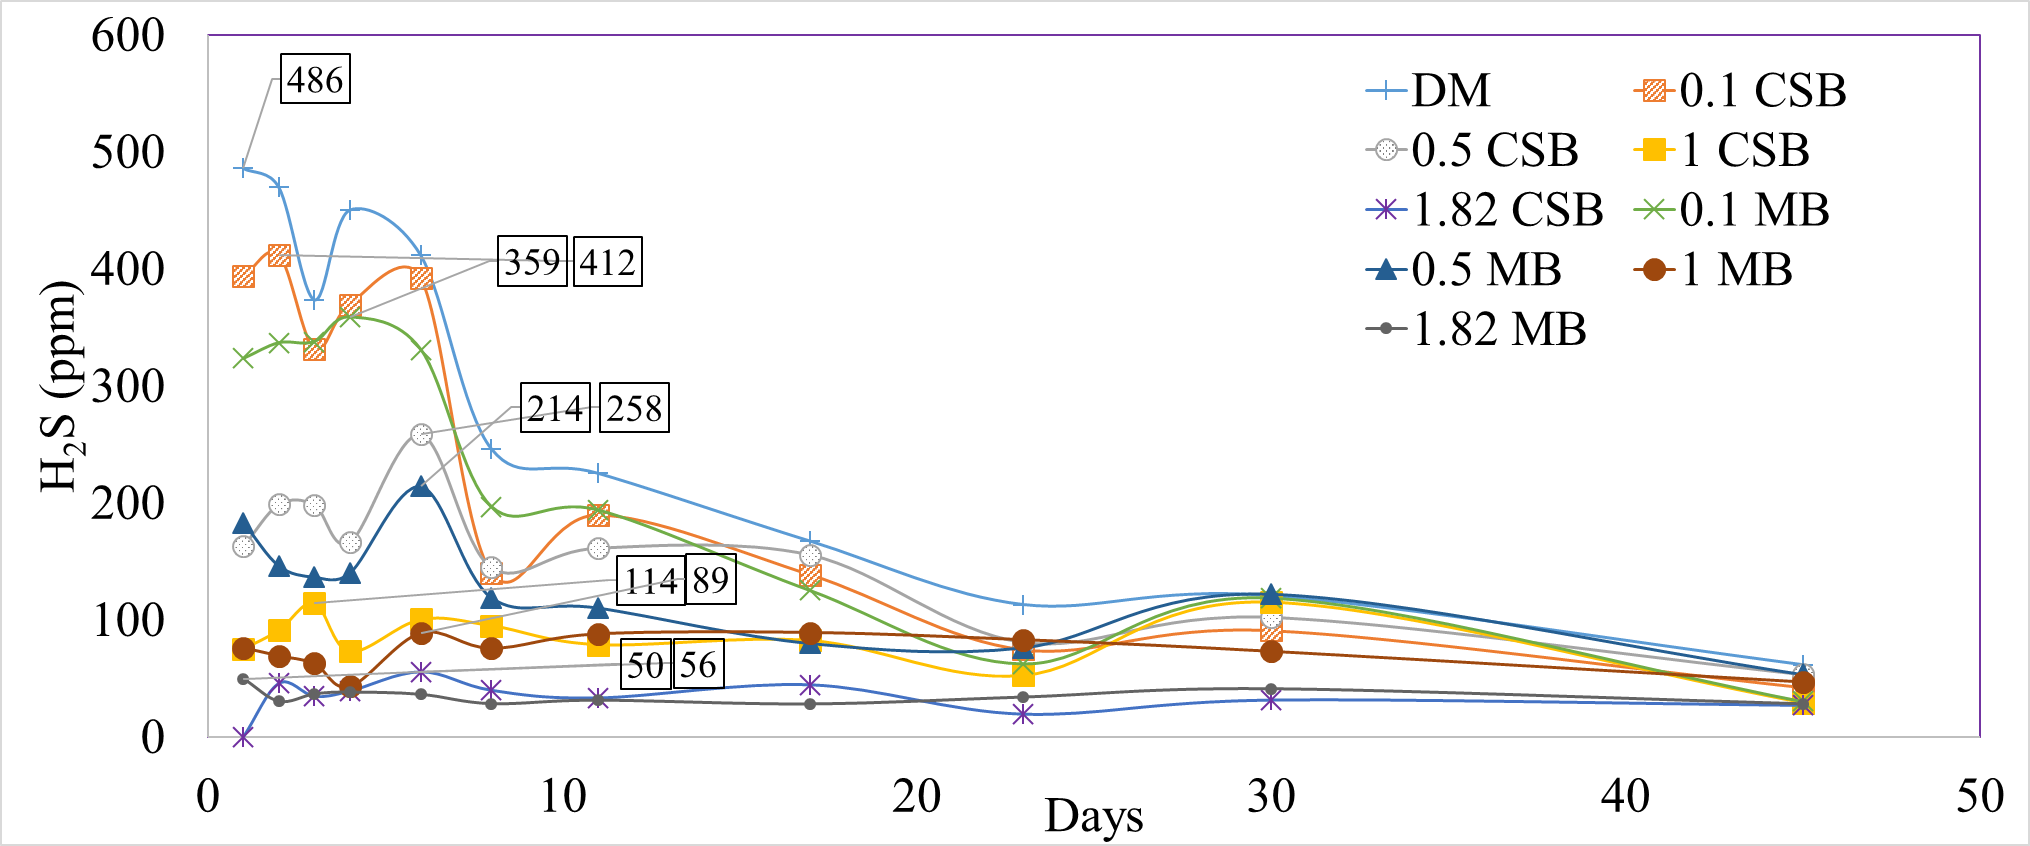 600
500
400
300
200
100
0
H₂S (ppm)
486
359 412
214 258
114 89
50 56
DM 0.1 CSB
0.5 CSB 1 CSB
1.82 CSB 0.1 MB
0.5 MB 1 MB
1.82 MB
0 10 20 30 40 50
Days